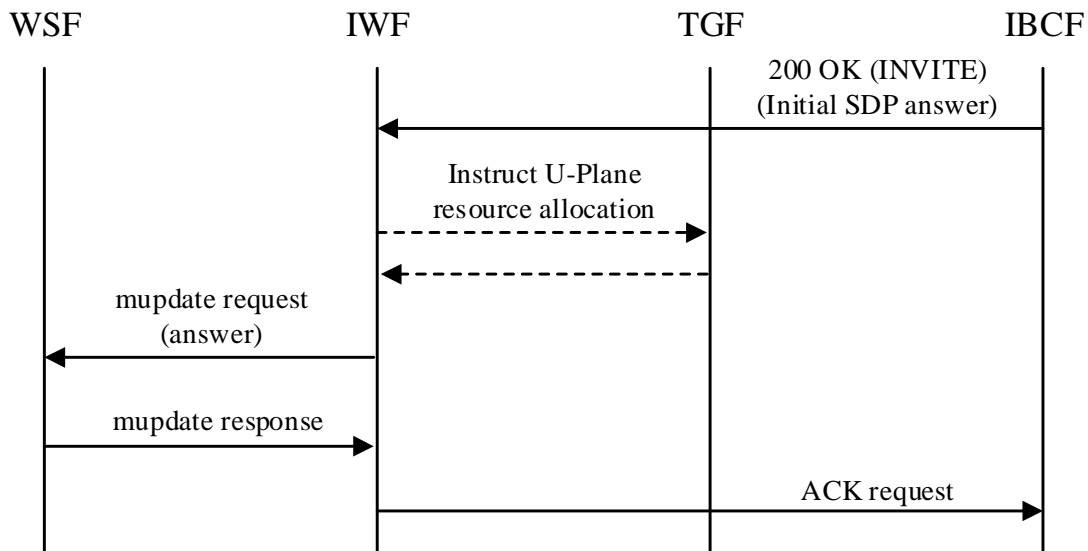 WSF
IWF
TGF
IBCF
200 OK (INVITE)
(Initial SDP answer)
Instruct U-Plane
resource allocation
mupdate request
(answer)
mupdate response
ACK request